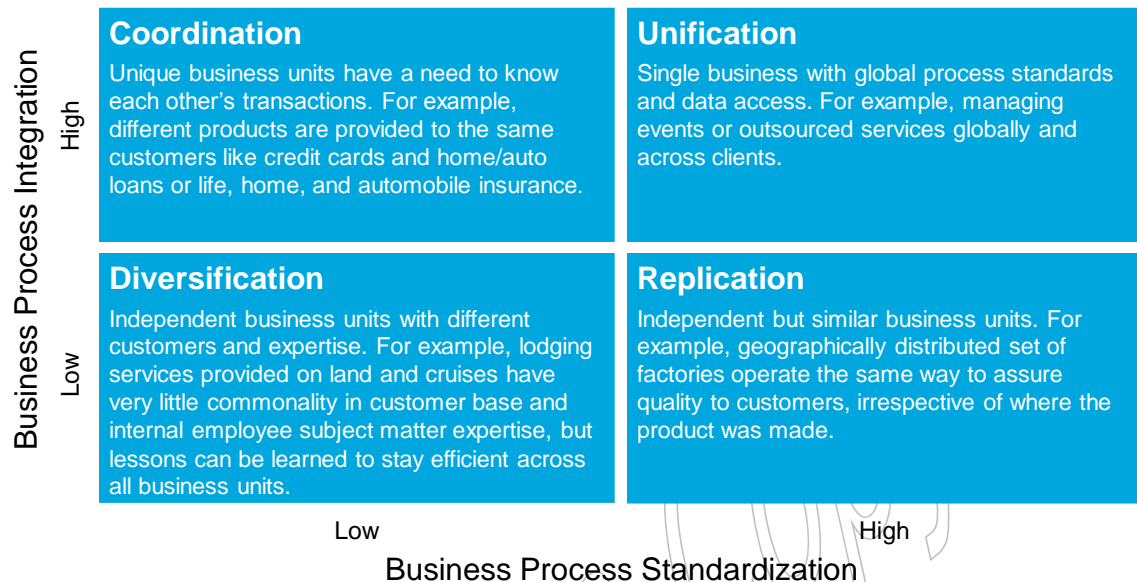 Business Process Integration
High
Low
Coordination
Unique business units have a need to know
each other's transactions. For example,
different products are provided to the same
customers like credit cards and home/auto
loans or life, home, and automobile insurance.
Unification
Single business with global process standards
and data access. For example, managing
events or outsourced services globally and
across clients.
Diversification
Independent business units with different
customers and expertise. For example, lodging
services provided on land and cruises have
very little commonality in customer base and
internal employee subject matter expertise, but
lessons can be learned to stay efficient across
all business units.
Replication
Independent but similar business units. For
example, geographically distributed set of
factories operate the same way to assure
quality to customers, irrespective of where the
product was made.
Low
High
Business Process Standardization